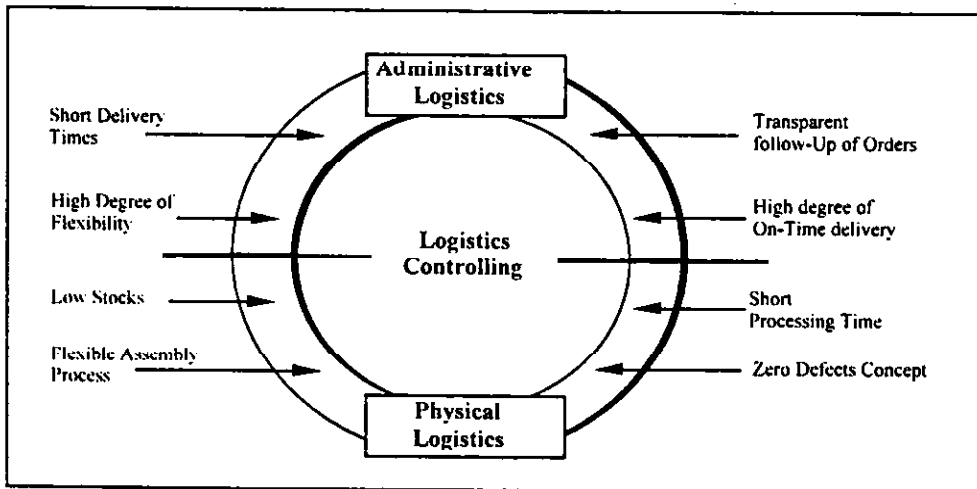 Administrative
Logistics
Short Delivery
Times
Transparent
follow-Up of Orders
High Degree of
Flexibility
High degree of
On-Time delivery
Logistics
Controlling
Low Stocks
Short
Processing Time
Flexible Assembly
Process
Zero Defects Concept
Physical
Logistics